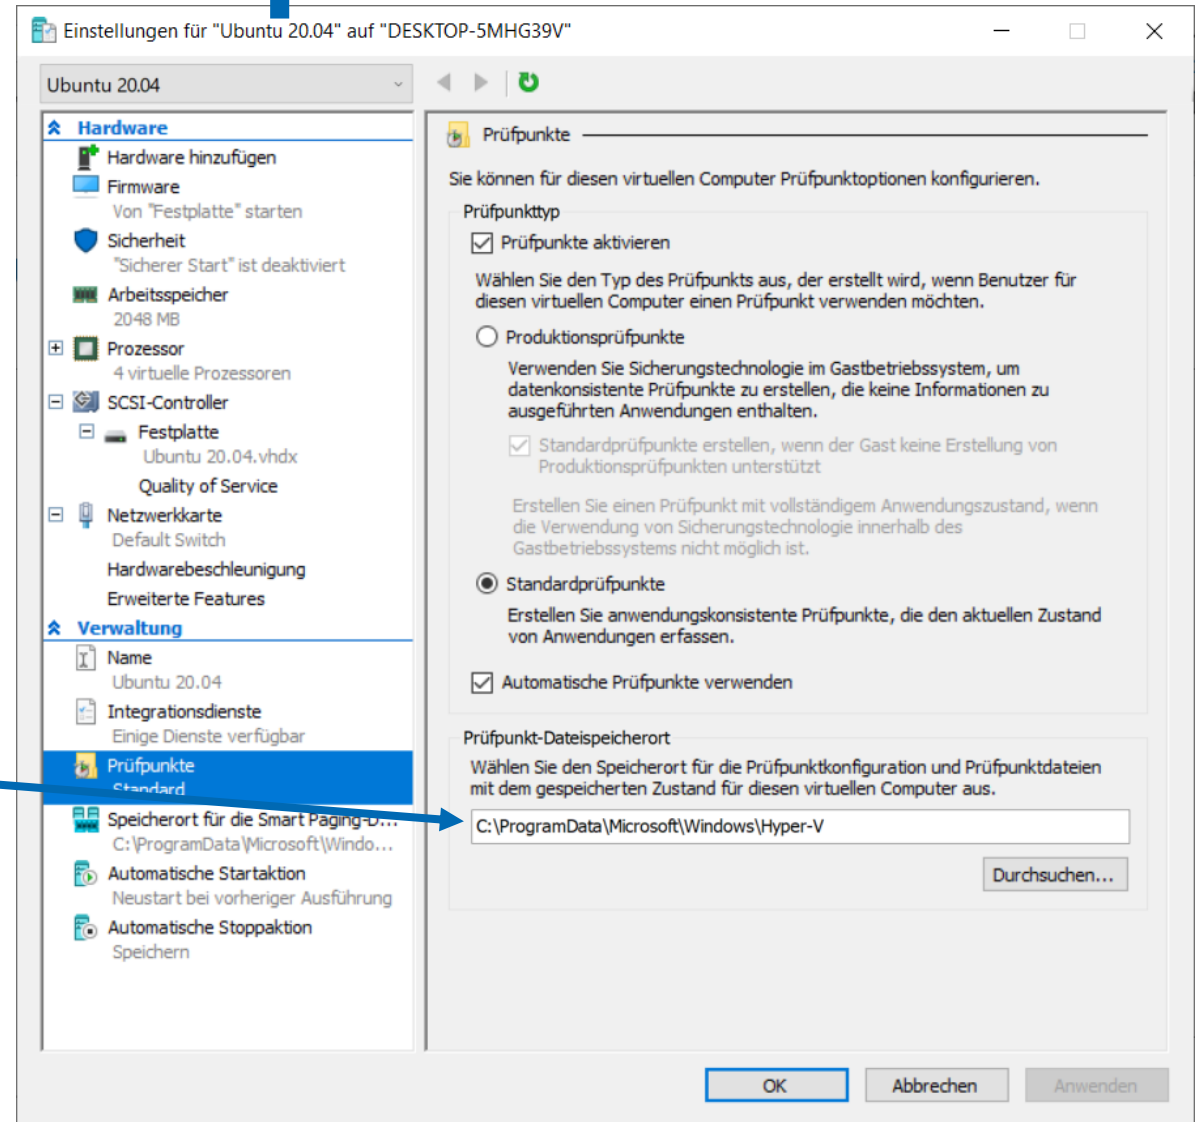 Einstellungen für "Ubuntu 20.04" auf "DESKTOP-5MHG39V"
Ubuntu 20.04
Hardware
Hardware hinzufügen
Firmware
Von "Festplatte" starten
Sicherheit
"Sicherer Start" ist deaktiviert
Arbeitsspeicher
2048 MB
Prozessor
4 virtuelle Prozessoren
SCSI-Controller
Festplatte
Ubuntu 20.04.vhdx
Quality of Service
Netzwerkkarte
Default Switch
Hardwarebeschleunigung
Erweiterte Features
Verwaltung
Name
Ubuntu 20.04
Integrationsdienste
Einige Dienste verfügbar
Prüfpunkte
Standard
Speicherort für die Smart Paging-D...
C:\ProgramData\Microsoft\Windo...
Automatische Startaktion
Neustart bei vorheriger Ausführung
Automatische Stoppaktion
Speichern
Prüfpunkte
Sie können für diesen virtuellen Computer Prüfpunktoptionen konfigurieren.
Prüfpunkttyp
Prüfpunkte aktivieren
Wählen Sie den Typ des Prüfpunkts aus, der erstellt wird, wenn Benutzer für
diesen virtuellen Computer einen Prüfpunkt verwenden möchten.
Produktionsprüfpunkte
Verwenden Sie Sicherungstechnologie im Gastbetriebssystem, um
datenkonsistente Prüfpunkte zu erstellen, die keine Informationen zu
ausgeführten Anwendungen enthalten.
Standardprüfpunkte erstellen, wenn der Gast keine Erstellung von
Produktionsprüfpunkten unterstützt
Erstellen Sie einen Prüfpunkt mit vollständigem Anwendungszustand, wenn
die Verwendung von Sicherungstechnologie innerhalb des
Gastbetriebssystems nicht möglich ist.
Standardprüfpunkte
Erstellen Sie anwendungskonsistente Prüfpunkte, die den aktuellen Zustand
von Anwendungen erfassen.
Automatische Prüfpunkte verwenden
Prüfpunkt-Dateispeicherort
Wählen Sie den Speicherort für die Prüfpunktkonfiguration und Prüfpunktdateien
mit dem gespeicherten Zustand für diesen virtuellen Computer aus.
C:\ProgramData\Microsoft\Windows\Hyper-V
Durchsuchen...
OK
Abbrechen
Anwenden